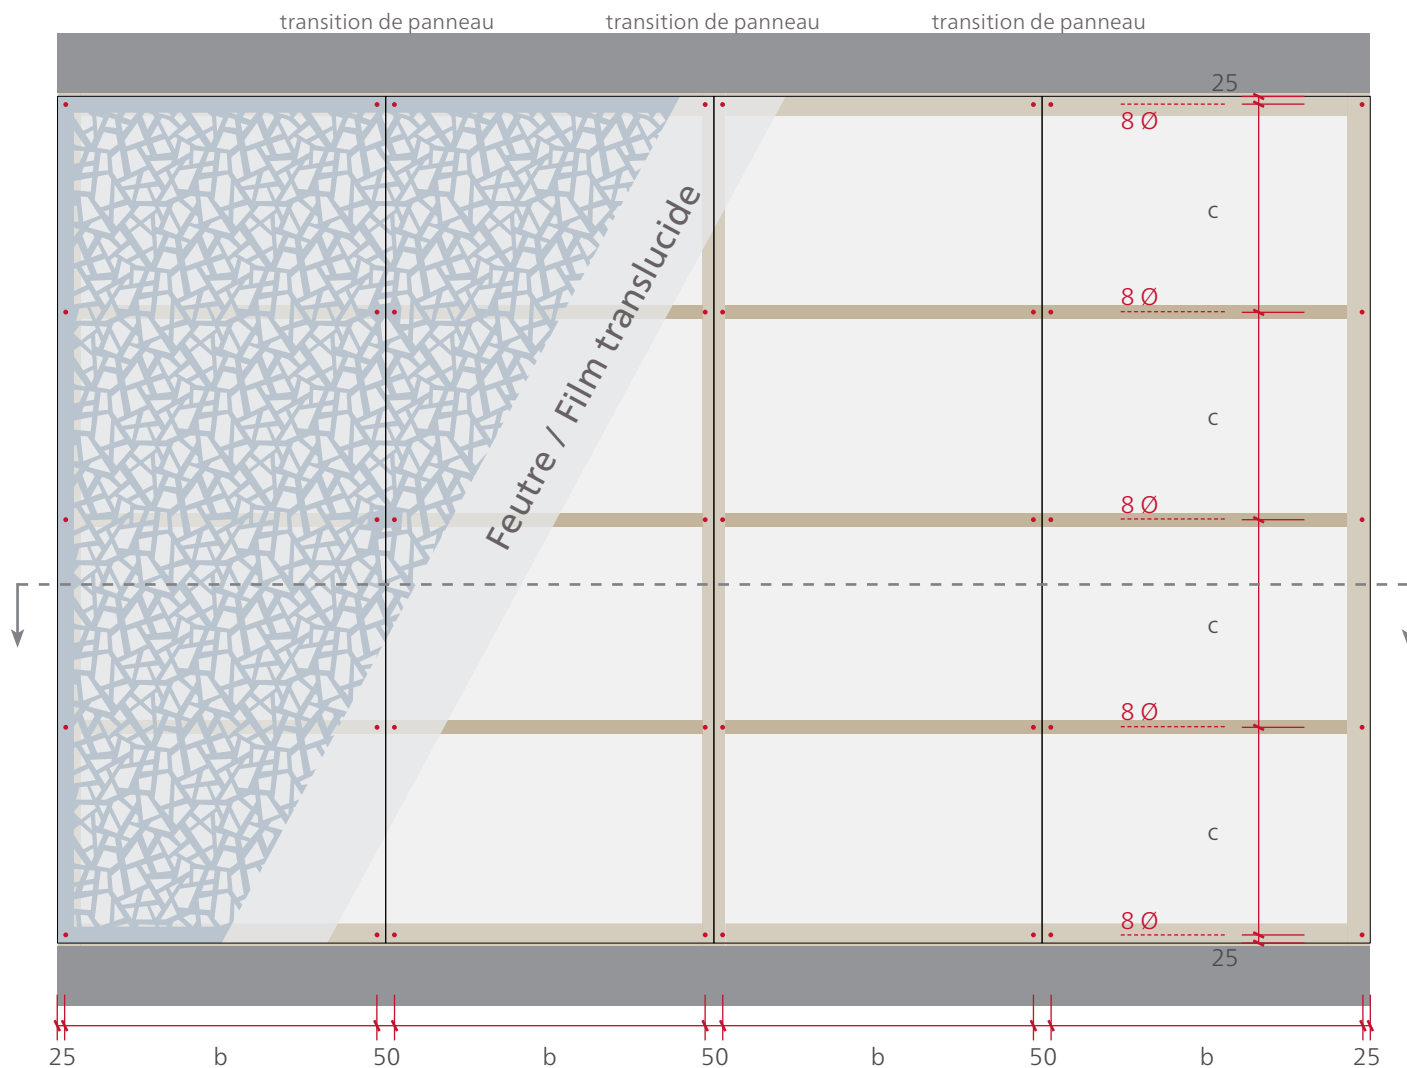 transition de panneau transition de panneau transition de panneau
25
8 Ø
c
8 Ø
c
8 Ø
c
8 Ø
c
8 Ø
25
Feutre / Film translucide
25 b 50 b 50 b 50 b 25